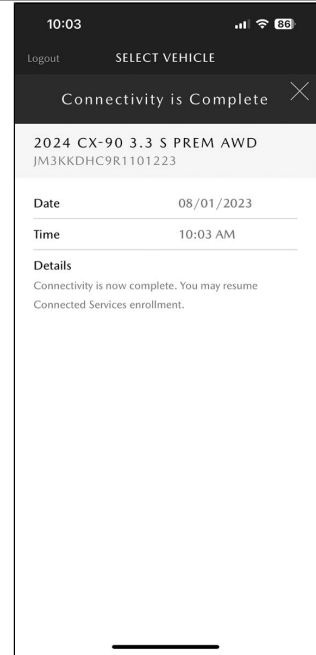 10:03
86
Logout SELECT VEHICLE
Connectivity is Complete
2024 CX-90 3.3 S PREM AWD
JM3KKDHC9R1101223
Date 08/01/2023
Time 10:03 AM
Details
Connectivity is now complete. You may resume
Connected Services enrollment.